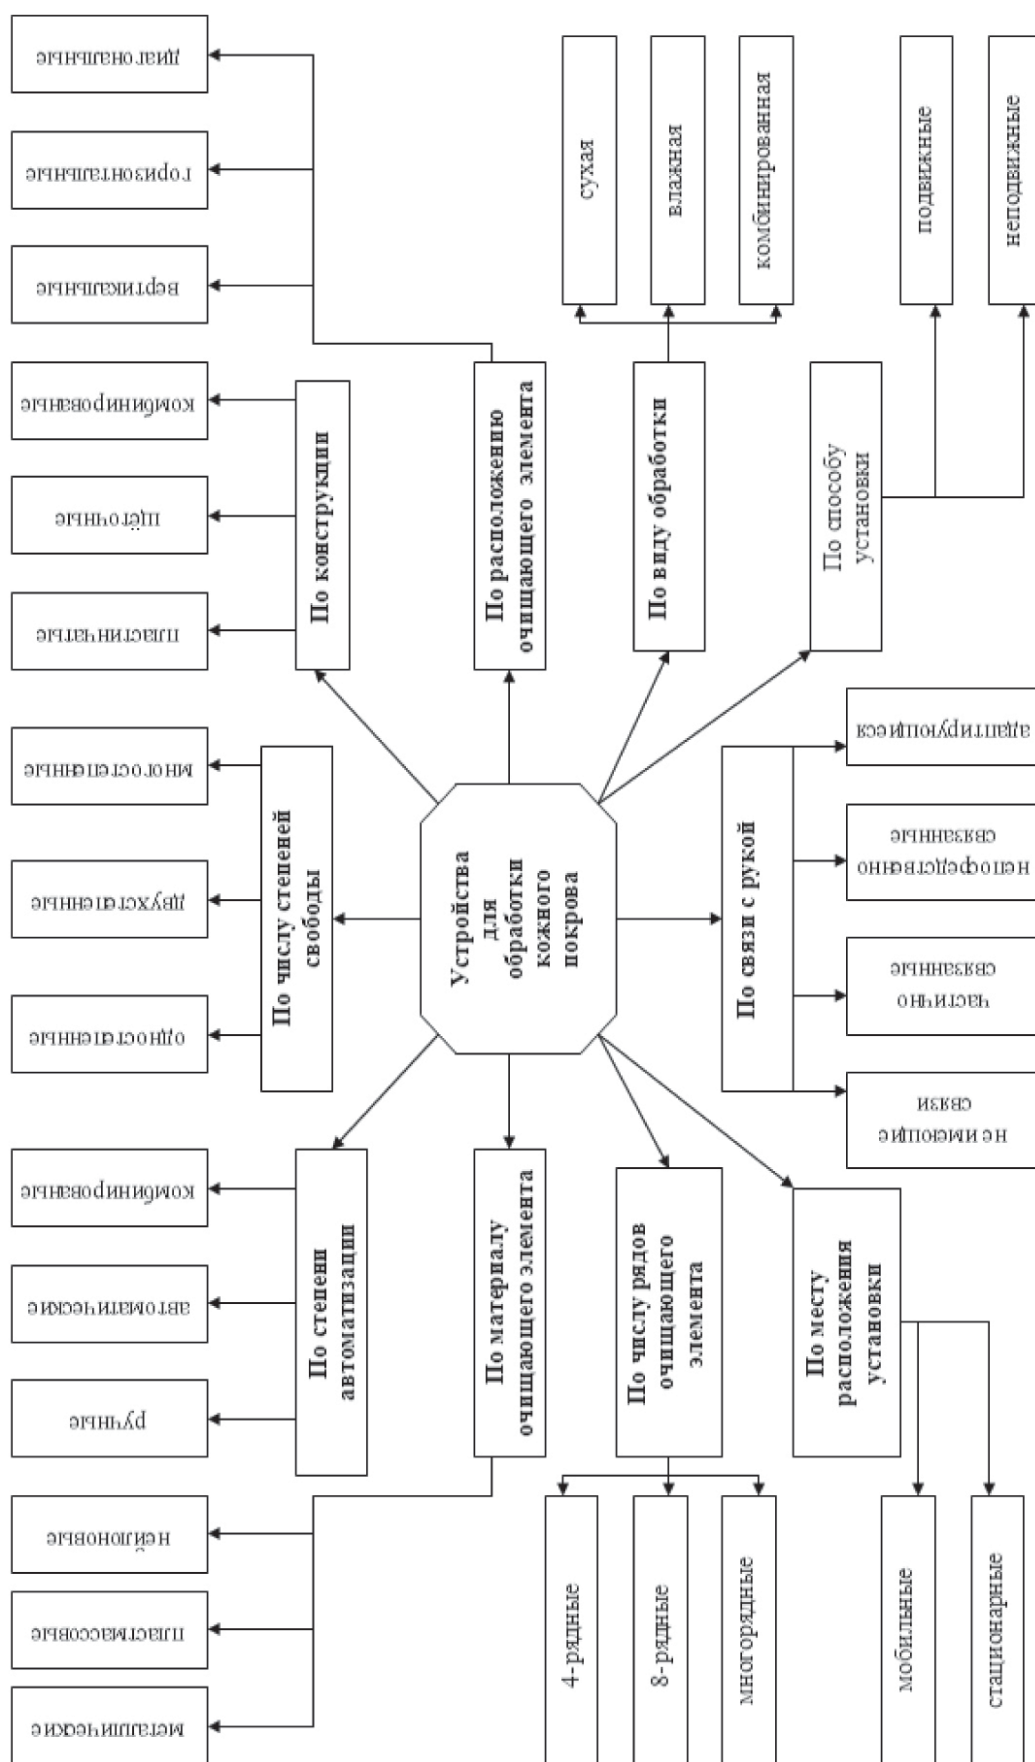 диагональные
горизонтальные
вертикальные
комбинированые
щёточные
пластинчатые
многостепенные
двухстепенные
одностепенные
комбинированые
автоматические
ручные
нейлоновые
пластмассовые
металлические
По конструкции
По числу степеней
свободы
По степени
автоматизации
По расположению
очищающего элемента
Устройства
для
обработки
кожного
покрова
По материалу
очищающего элемента
сухая
влажная
комбинированная
По виду обработки
По числу рядов
очищающего
элемента
4-рядные
8-рядные
многорядные
По способу
установки
подвижные
неподвижные
По связи с рукой
адаптирующиеся
непосредственно
связанные
частично
связанные
не имеющие
связи
По месту
расположения
установки
мобильные
стационарные